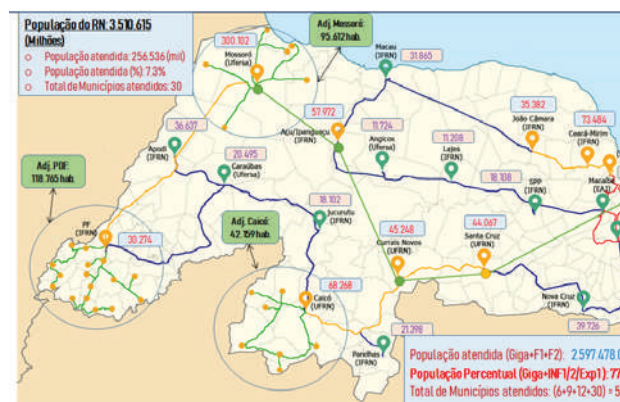 População do RN: 3.510.615
(Milhões)
População atendida: 256.536 (mil)
População atendida (%): 7,3%
Total de Municípios atendidos: 30
Adj. Mossoró:
95.612 hab.
300.102
Mossoró
(Ufersa)
Macau
(IFRN)
31.865
57.972
Açu/Ipanguaçu
(IFRN)
35.382
João Câmara
(IFRN)
73.484
Ceará-Mirim
(IFRN)
36.637
Apodi
(IFRN)
11.724
Angicos
(Ufersa)
11.208
Lajes
(IFRN)
20.495
Caraúbas
(Ufersa)
18.108
SPP
(IFRN)
Macaíba
(EAJ)
Adj. PDF:
118.765 hab.
18.102
Jucurutu
(IFRN)
Adj. Caicó:
42.159 hab.
PF
(IFRN)
30.274
45.248
Currais Novos
(UFRN)
44.067
Santa Cruz
(UFRN)
68.268
Caicó
(UFRN)
Nova Cruz
(IFRN)
39.726
21.398
Parelhas
(IFRN)
População atendida (Giga+F1+F2): 2.597.478,0
População Percentual (Giga+INF1/2/Exp1): 77
Total de Municípios atendidos: (6+9+12+30) = 5